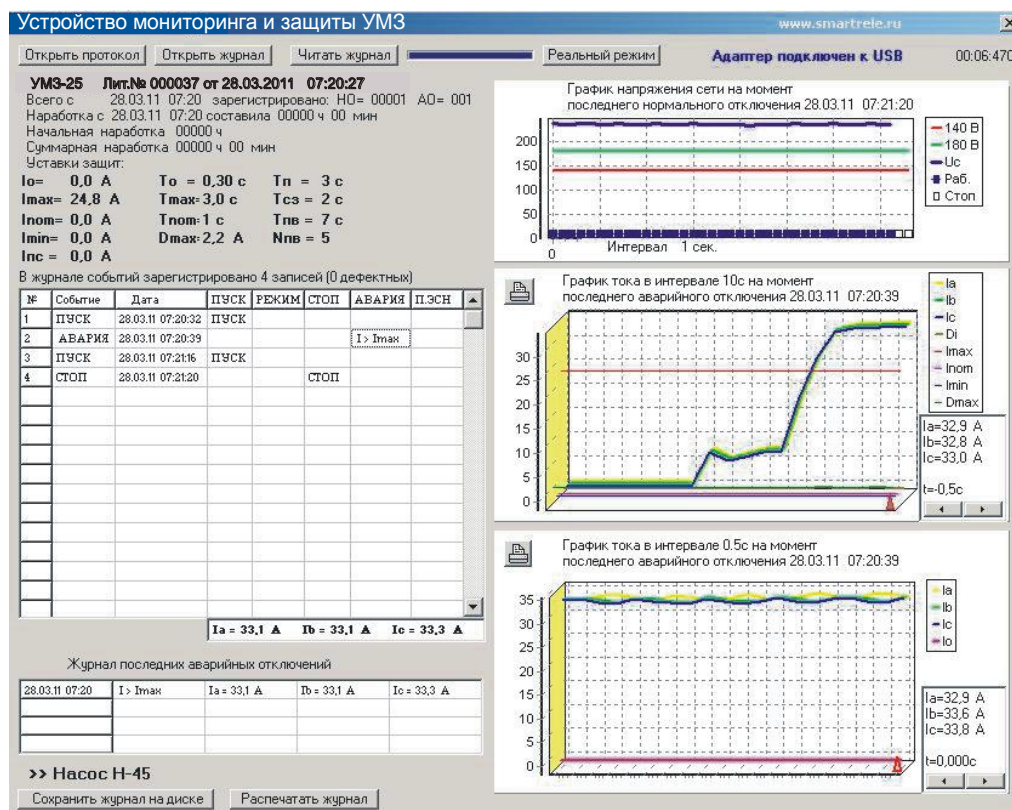 Устройство мониторинга и защиты УМЗ
www.smartrele.ru
Открыть протокол
Открыть журнал
Читать журнал
Реальный режим
Адаптер подключен к USB
00:06:470
УМЗ-25 Лит.№ 000037 от 28.03.2011 07:20:27
Всего с 28.03.11 07:20 зарегистрировано: НО= 00001 АО= 001
Наработка с 28.03.11 07:20 составила 00000 ч 00 мин
Начальная наработка 00000 ч
Суммарная наработка 00000 ч 00 мин
Уставки защит:
Io= 0,0 А To = 0,30 с Тп = 3 с
Imax= 24,8 А Tmax= 3,0 с Тсз = 2 с
Inom= 0,0 А Tnom= 1 с Тпв = 7 с
Imin= 0,0 А Dmax= 2,2 А Nпв = 5
Iпс = 0,0 А
В журнале событий зарегистрировано 4 записей (0 дефектных)
№ Событие Дата ПУСК РЕЖИМ СТОП АВАРИЯ П.ЭСН
1 ПУСК 28.03.11 07:20:32 ПУСК
2 АВАРИЯ 28.03.11 07:20:39 I> Imax
3 ПУСК 28.03.11 07:21:16 ПУСК
4 СТОП 28.03.11 07:21:20 СТОП
Ia = 33,1 А Ib = 33,1 А Ic = 33,3 А
Журнал последних аварийных отключений
28.03.11 07:20 I> Imax Ia = 33,1 А Ib = 33,1 А Ic = 33,3 А
>> Насос Н-45
Сохранить журнал на диске
Распечатать журнал
График напряжения сети на момент
последнего нормального отключения 28.03.11 07:21:20
200
150
100
50
0
0
Интервал 1 сек.
140 В
180 В
Uc
Раб.
Стоп
График тока в интервале 10с на момент
последнего аварийного отключения 28.03.11 07:20:39
30
25
20
15
10
5
0
Ia
Ib
Ic
Di
Imax
Inom
Imin
Dmax
Ia=32,9 А
Ib=32,8 А
Ic=33,0 А
t=-0,5с
График тока в интервале 0.5с на момент
последнего аварийного отключения 28.03.11 07:20:39
35
30
25
20
15
10
5
0
Ia
Ib
Ic
Io
Ia=32,9 А
Ib=33,6 А
Ic=33,8 А
t=0,000с